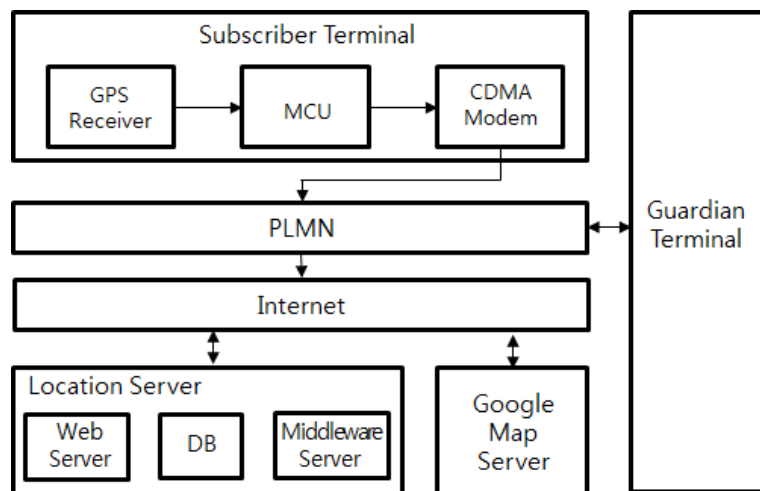 Subscriber Terminal
GPS
Receiver
MCU
CDMA
Modem
PLMN
Guardian
Terminal
Internet
Location Server
Web
Server
DB
Middleware
Server
Google
Map
Server